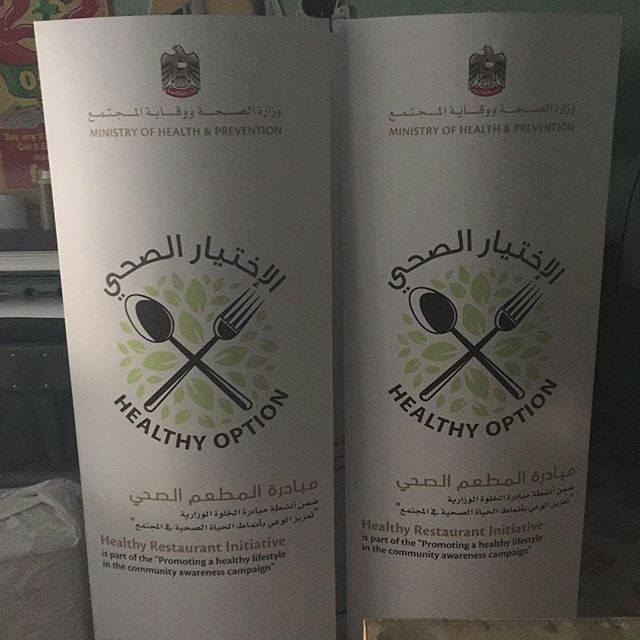 وزارة الصحة ووقاية المجتمع
MINISTRY OF HEALTH & PREVENTION
الإختيار الصحي
HEALTHY OPTION
مبادرة المطعم الصحي
ضمن أنشطة مبادرة الخلوة الوزارية
"تعزيز الوعي بأنماط الحياة الصحية في المجتمع"
Healthy Restaurant Initiative
is part of the "Promoting a healthy lifestyle
in the community awareness campaign"
وزارة الصحة ووقاية المجتمع
MINISTRY OF HEALTH & PREVENTION
الإختيار الصحي
HEALTHY OPTION
مبادرة المطعم الصحي
ضمن أنشطة مبادرة الخلوة الوزارية
"تعزيز الوعي بأنماط الحياة الصحية في المجتمع"
Healthy Restaurant Initiative
is part of the "Promoting a healthy lifestyle
in the community awareness campaign"
Buy any